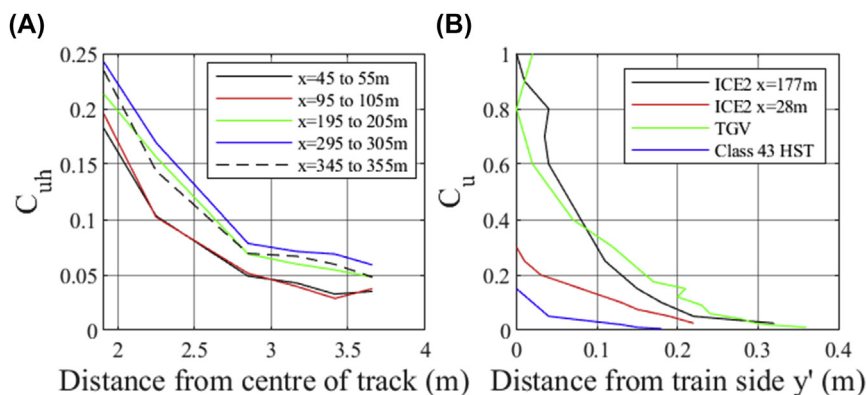 (A)
0.25
0.2
0.15
0.1
0.05
0
C_uh
x=45 to 55m
x=95 to 105m
x=195 to 205m
x=295 to 305m
x=345 to 355m
2
2.5
3
3.5
4
Distance from centre of track (m)
(B)
1
0.8
0.6
0.4
0.2
0
C_u
ICE2 x=177m
ICE2 x=28m
TGV
Class 43 HST
0
0.1
0.2
0.3
0.4
Distance from train side y' (m)